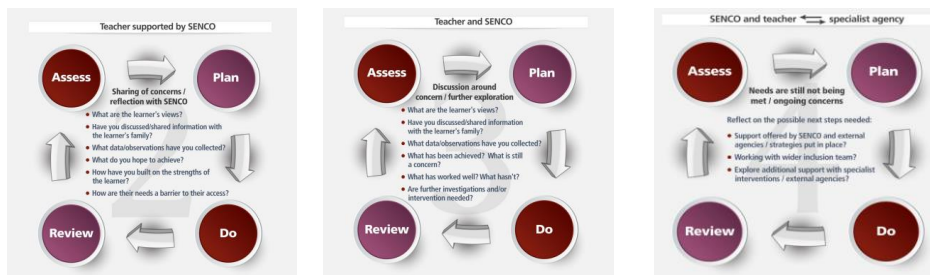 Teacher supported by SENCO
Assess
Plan
Sharing of concerns /
reflection with SENCO
• What are the learner's views?
• Have you discussed/shared information
with the learner's family?
• What data/observations have you collected?
• What do you hope to achieve?
• How have you built on the strengths of
the learner?
• How are their needs a barrier to their access?
Review
Do
2
Teacher and SENCO
Assess
Plan
Discussion around
concern / further exploration
• What are the learner's views?
• Have you discussed/shared information
with the learner's family?
• What data/observations have you collected?
• What has been achieved? What is still
a concern?
• What has worked well? What hasn't?
• Are further investigations and/or
intervention needed?
Review
Do
3
SENCO and teacher specialist agency
Assess
Plan
Needs are still not being
met / ongoing concerns
Reflect on the possible next steps needed:
• Support offered by SENCO and external
agencies / strategies put in place?
• Working with wider inclusion team?
• Explore additional support with specialist
interventions / external agencies?
Review
Do